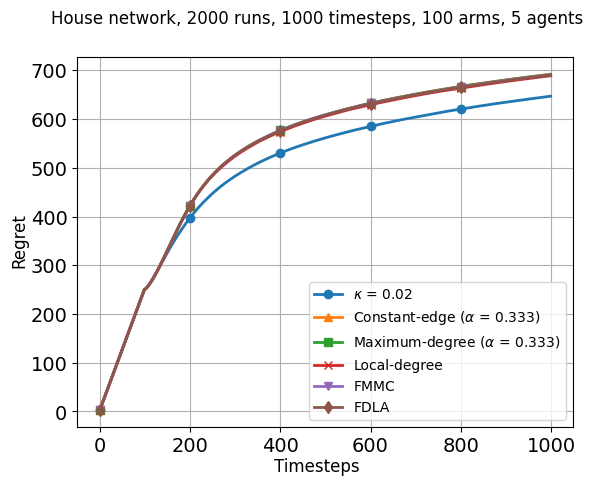 House network, 2000 runs, 1000 timesteps, 100 arms, 5 agents
700
600
500
400
300
200
100
0
Regret
κ = 0.02
Constant-edge (α = 0.333)
Maximum-degree (α = 0.333)
Local-degree
FMMC
FDLA
0 200 400 600 800 1000
Timesteps